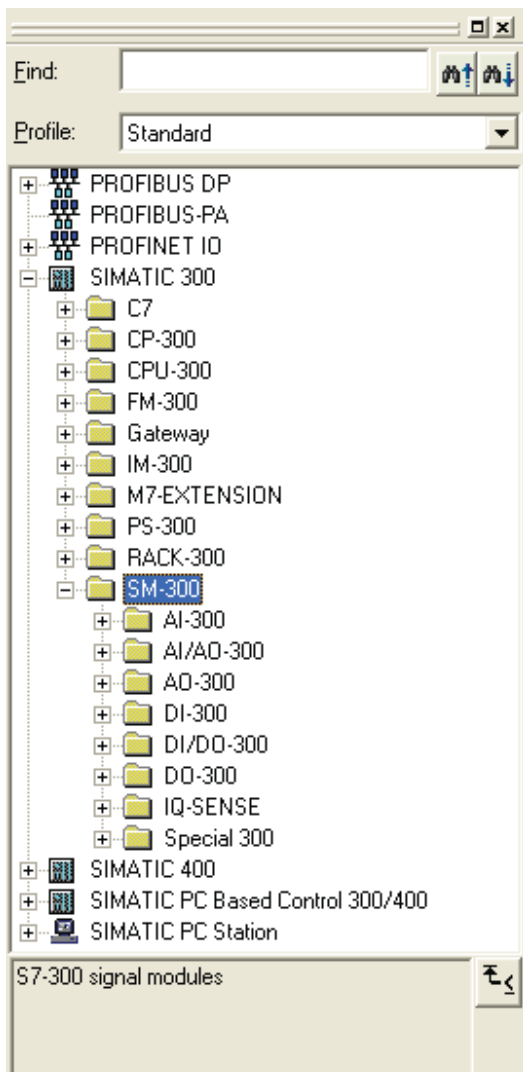 Find:
Profile: Standard
PROFIBUS DP
PROFIBUS-PA
PROFINET IO
SIMATIC 300
C7
CP-300
CPU-300
FM-300
Gateway
IM-300
M7-EXTENSION
PS-300
RACK-300
SM-300
AI-300
AI/AO-300
AO-300
DI-300
DI/DO-300
DO-300
IQ-SENSE
Special 300
SIMATIC 400
SIMATIC PC Based Control 300/400
SIMATIC PC Station
S7-300 signal modules